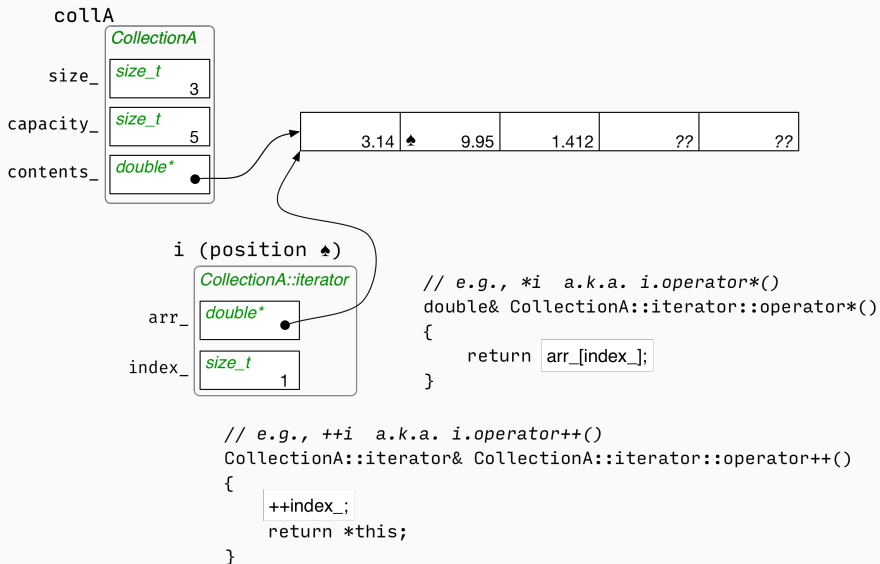 collA
CollectionA
size_ size_t 3
capacity_ size_t 5
contents_ double*
3.14 ♠ 9.95 1.412 ?? ??
i (position ♠)
CollectionA::iterator
arr_ double*
index_ size_t 1
// e.g., *i  a.k.a. i.operator*()
double& CollectionA::iterator::operator*()
{
    return arr_[index_];
}
// e.g., ++i  a.k.a. i.operator++()
CollectionA::iterator& CollectionA::iterator::operator++()
{
    ++index_;
    return *this;
}